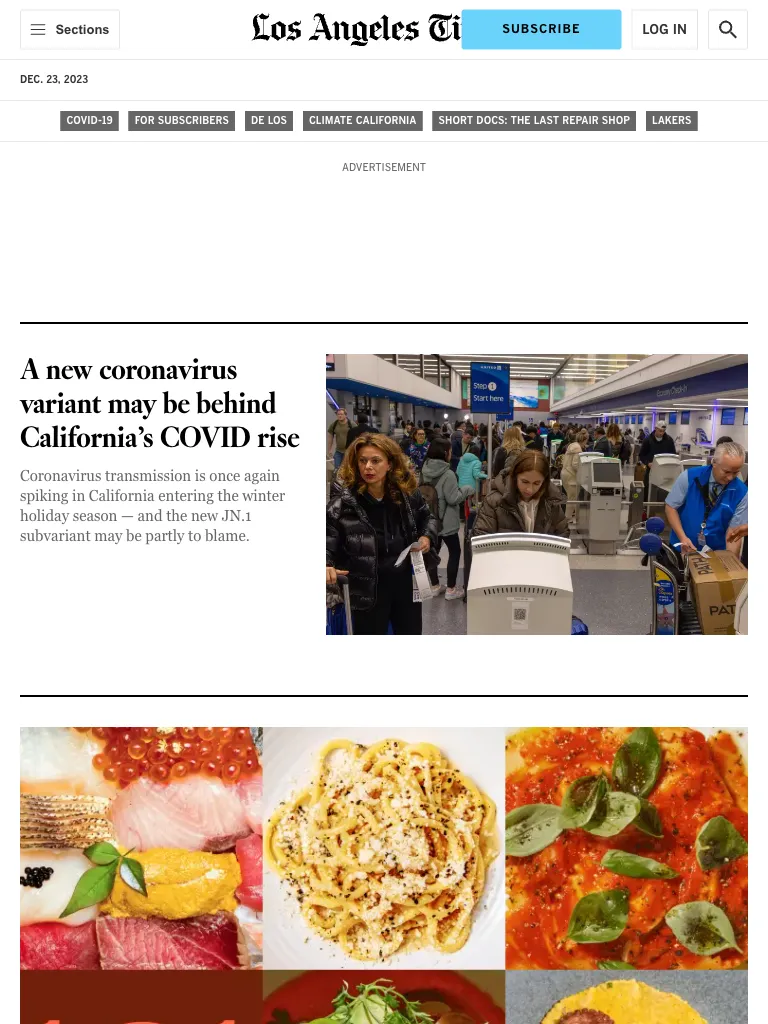 Sections
Los Angeles Ti
SUBSCRIBE
LOG IN
DEC. 23, 2023
COVID-19
FOR SUBSCRIBERS
DE LOS
CLIMATE CALIFORNIA
SHORT DOCS: THE LAST REPAIR SHOP
LAKERS
ADVERTISEMENT
A new coronavirus
variant may be behind
California’s COVID rise
Coronavirus transmission is once again
spiking in California entering the winter
holiday season — and the new JN.1
subvariant may be partly to blame.
UNITED
Step 1
Start here
PAT